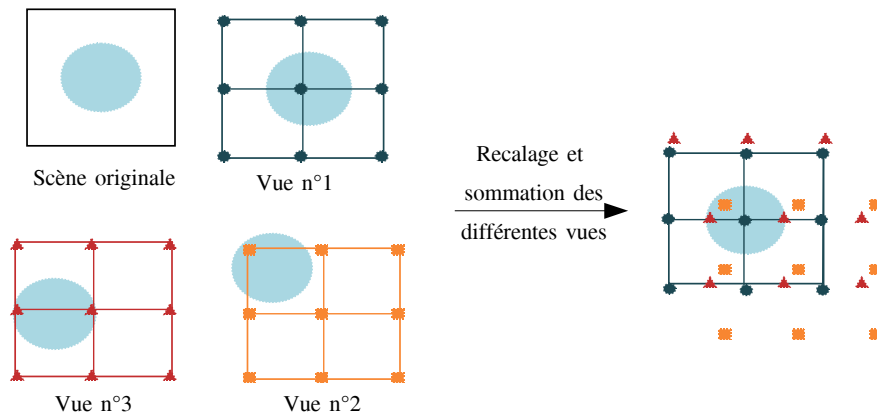 Scène originale
Vue n°1
Recalage et
sommation des
différentes vues
Vue n°3
Vue n°2